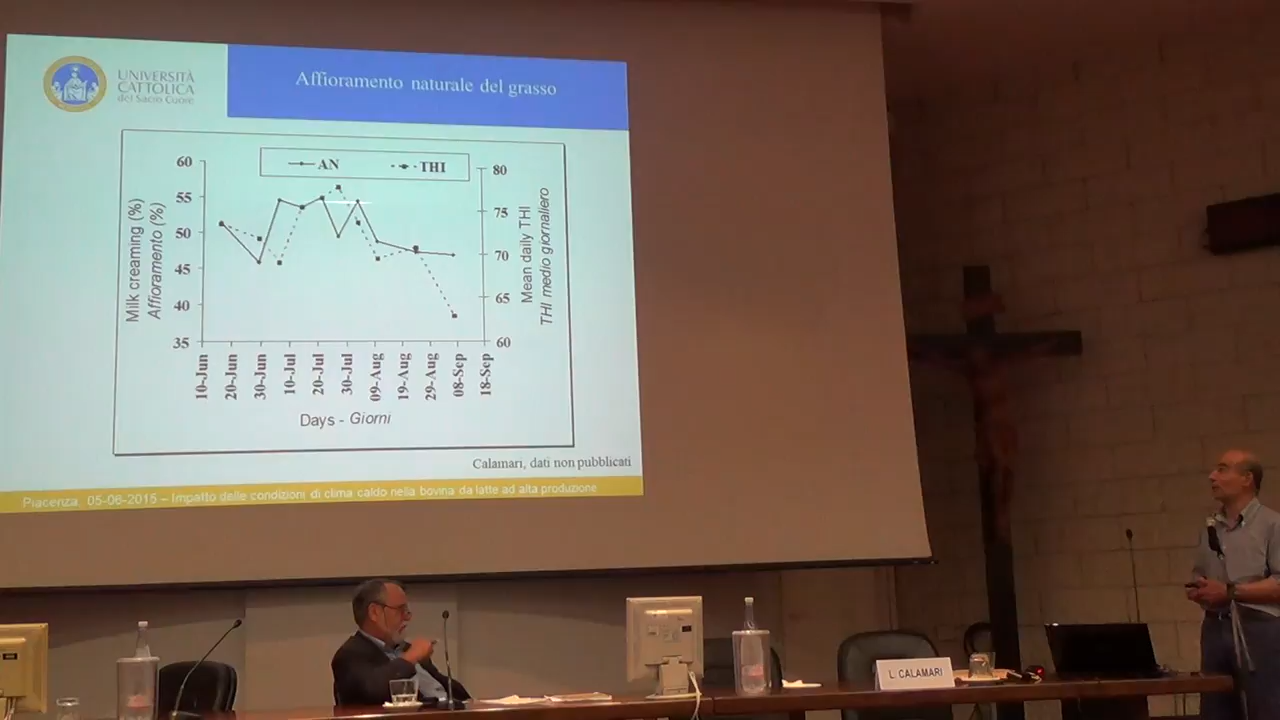 UNIVERSITÀ
CATTOLICA
del Sacro Cuore
Affioramento naturale del grasso
AN
THI
60
55
50
45
40
35
80
75
70
65
60
Milk creaming (%)
Affioramento (%)
Mean daily THI
THI medio giornaliero
10-Jun
20-Jun
30-Jun
10-Jul
20-Jul
30-Jul
09-Aug
19-Aug
29-Aug
08-Sep
18-Sep
Days - Giorni
Calamari, dati non pubblicati
Piacenza, 05-06-2015 – Impatto delle condizioni di clima caldo nella bovina da latte ad alta produzione
L. CALAMARI